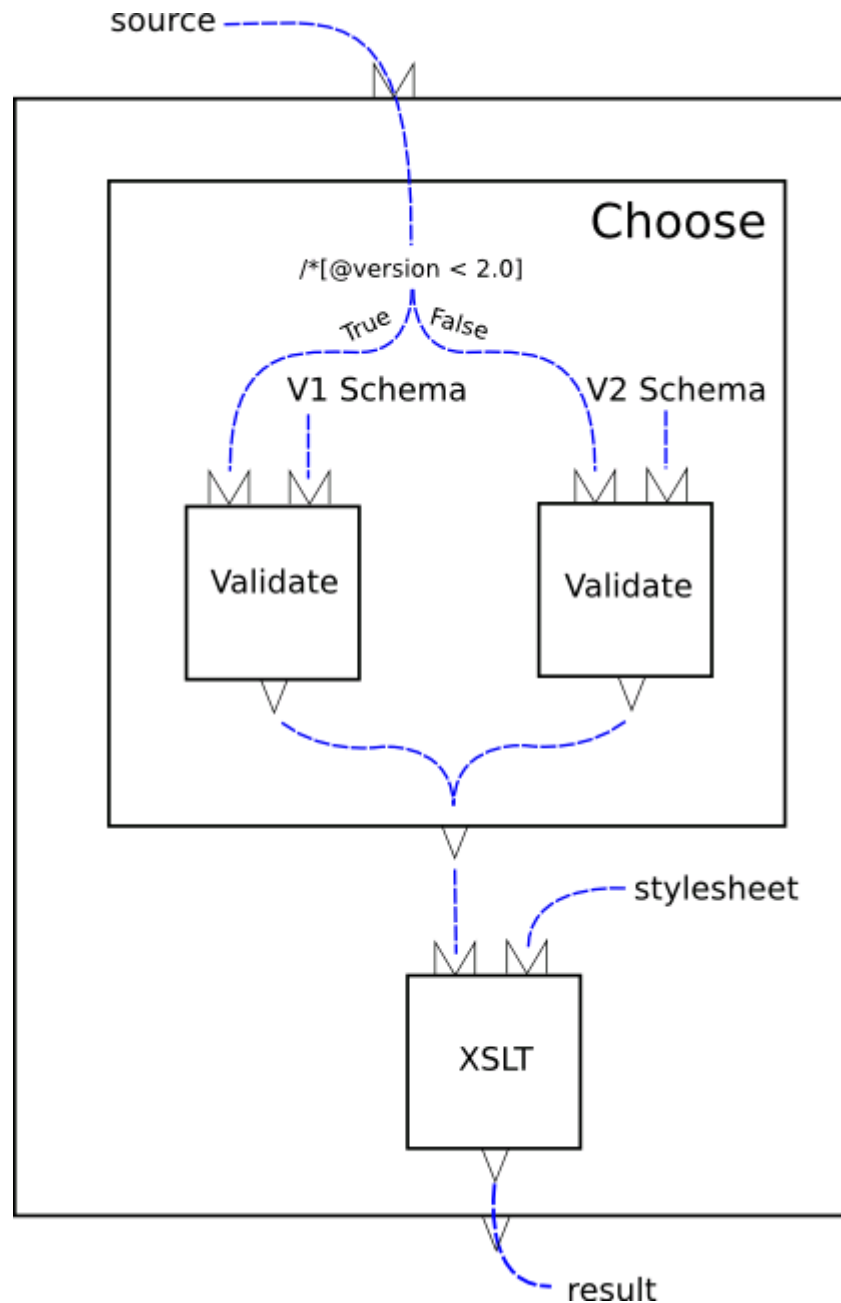 source
Choose
/*[@version < 2.0]
True
False
V1 Schema
V2 Schema
Validate
Validate
stylesheet
XSLT
result